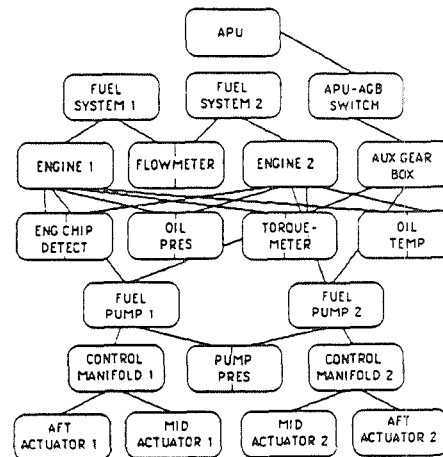 APU
FUEL
SYSTEM 1
FUEL
SYSTEM 2
APU-AGB
SWITCH
ENGINE 1
FLOWMETER
ENGINE 2
AUX GEAR
BOX
ENG CHIP
DETECT
OIL
PRES
TORQUE-
METER
OIL
TEMP
FUEL
PUMP 1
FUEL
PUMP 2
CONTROL
MANIFOLD 1
PUMP
PRES
CONTROL
MANIFOLD 2
AFT
ACTUATOR 1
MID
ACTUATOR 1
MID
ACTUATOR 2
AFT
ACTUATOR 2